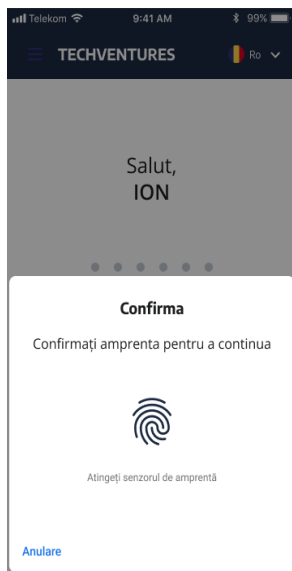 Telekom 9:41 AM 99%
TECHVENTURES Ro
Salut,
ION
Confirma
Confirmați amprenta pentru a continua
Atingeți senzorul de amprentă
Anulare